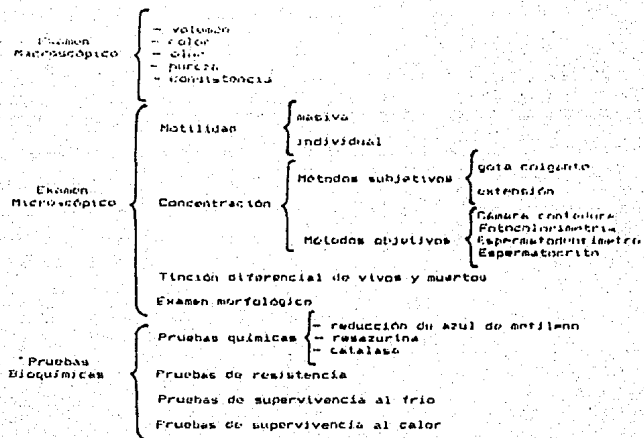 Examen
Macroscópico
- volumen
- color
- olor
- pureza
- consistencia
Examen
Microscópico
Motilidad
masiva
individual
Concentración
Métodos subjetivos
gota colgante
extensión
Métodos objetivos
Cámara contadora
Fotoclorimetría
Espermatodensímetro
Espermatocrito
Tinción diferencial de vivos y muertos
Examen morfológico
Pruebas
Bioquímicas
Pruebas químicas
- reducción de azul de metileno
- resazurina
- catalasa
Pruebas de resistencia
Pruebas de supervivencia al frío
Pruebas de supervivencia al calor